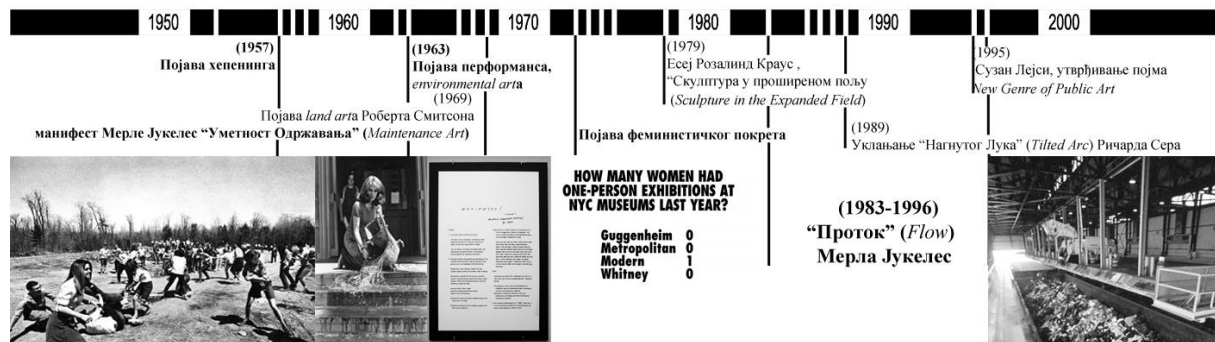 1950 1960 1970 1980 1990 2000
(1957)
Појава хепенинга
(1963)
Појава перформанса,
environmental artа
(1969)
Појава land artа Роберта Смитсона
манифест Мерле Јукелес “Уметност Одржавања” (Maintenance Art)
Појава феминистичког покрета
(1979)
Есеј Розалинд Краус ,
“Скулптура у проширеном пољу
(Sculpture in the Expanded Field)
(1989)
Уклањање “Нагнутог Лука” (Tilted Arc) Ричарда Сера
(1995)
Сузан Лејси, утврђивање појма
New Genre of Public Art
HOW MANY WOMEN HAD
ONE-PERSON EXHIBITIONS AT
NYC MUSEUMS LAST YEAR?
Guggenheim 0
Metropolitan 0
Modern 1
Whitney 0
(1983-1996)
“Проток” (Flow)
Мерла Јукелес